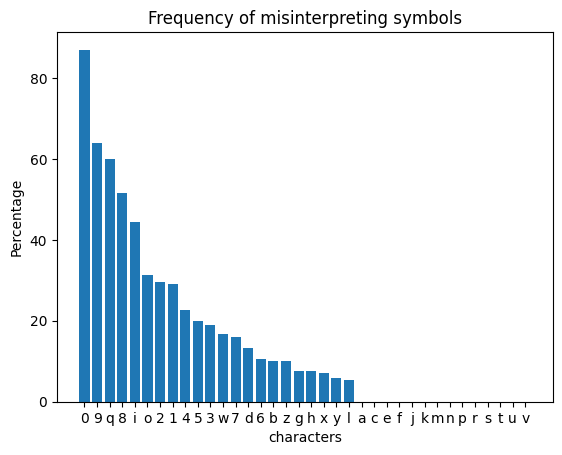 Frequency of misinterpreting symbols
Percentage
80
60
40
20
0
0 9 q 8 i o 2 1 4 5 3 w 7 d 6 b z g h x y l a c e f j k m n p r s t u v
characters